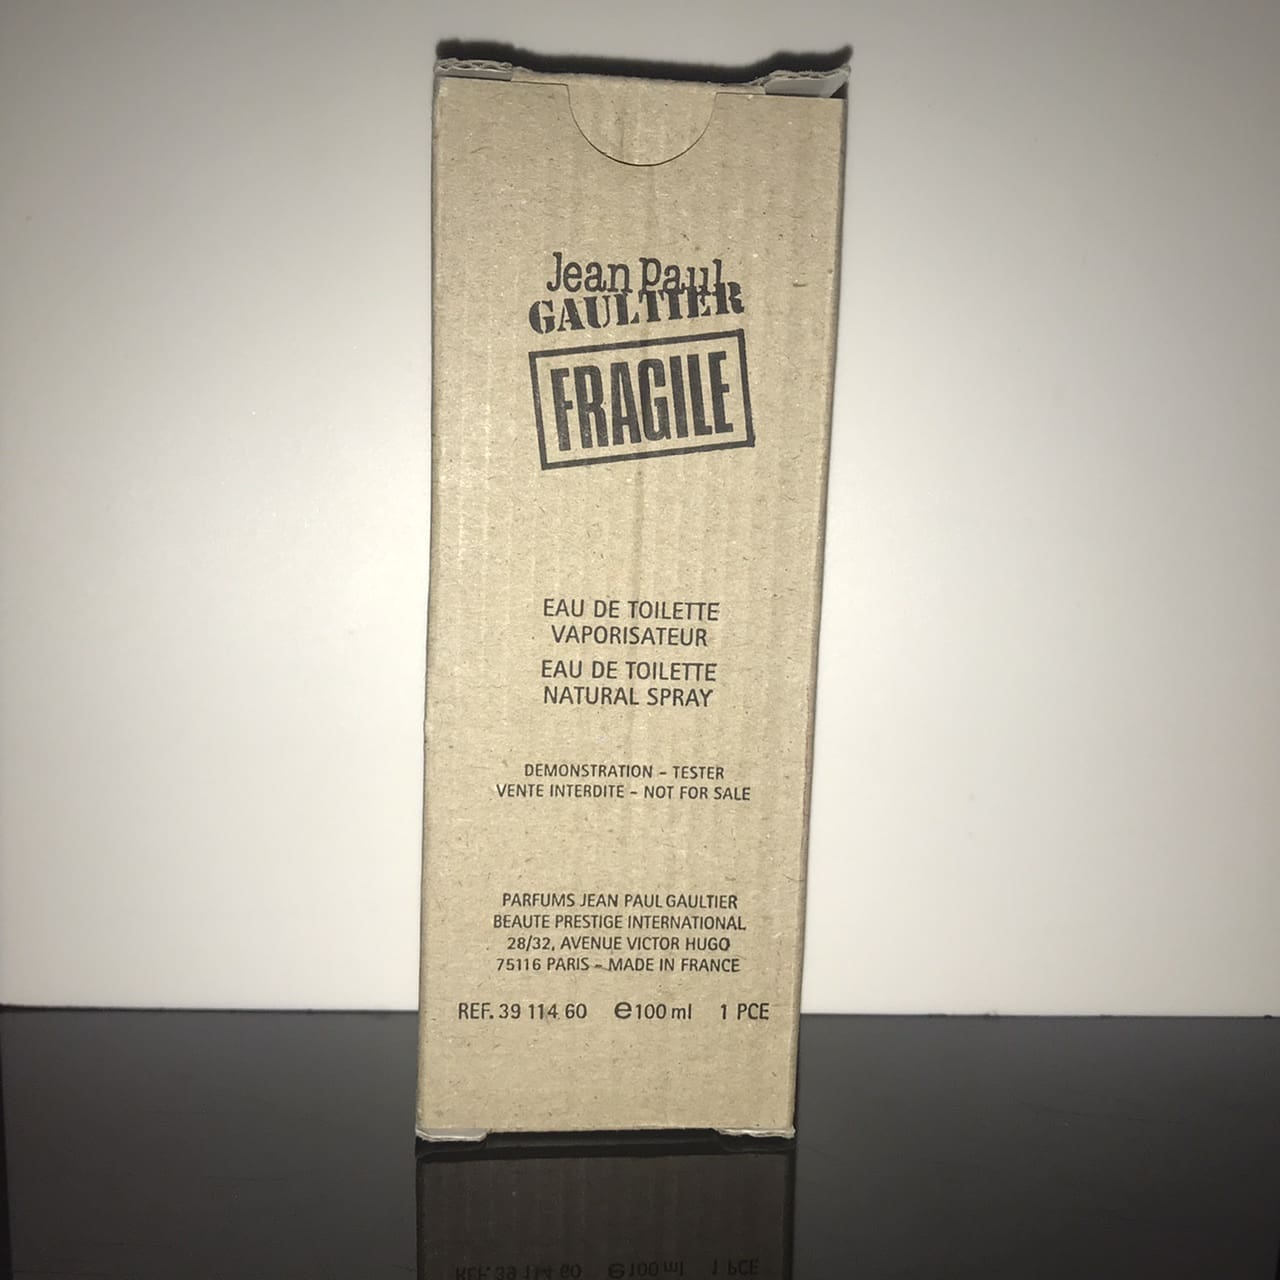 Jean Paul
GAULTIER
FRAGILE
EAU DE TOILETTE
VAPORISATEUR
EAU DE TOILETTE
NATURAL SPRAY
DEMONSTRATION - TESTER
VENTE INTERDITE - NOT FOR SALE
PARFUMS JEAN PAUL GAULTIER
BEAUTE PRESTIGE INTERNATIONAL
28/32, AVENUE VICTOR HUGO
75116 PARIS - MADE IN FRANCE
REF. 39 114 60 ℮100 ml 1 PCE